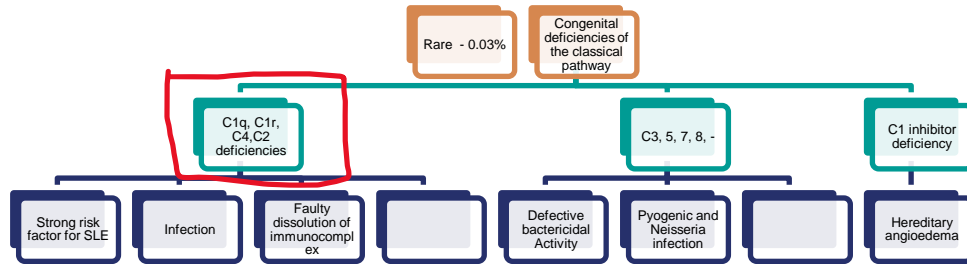 Rare - 0.03%
Congenital
deficiencies of
the classical
pathway
C1q, C1r,
C4,C2
deficiencies
C3, 5, 7, 8, -
C1 inhibitor
deficiency
Strong risk
factor for SLE
Infection
Faulty
dissolution of
immunocompl
ex
Defective
bactericidal
Activity
Pyogenic and
Neisseria
infection
Hereditary
angioedema